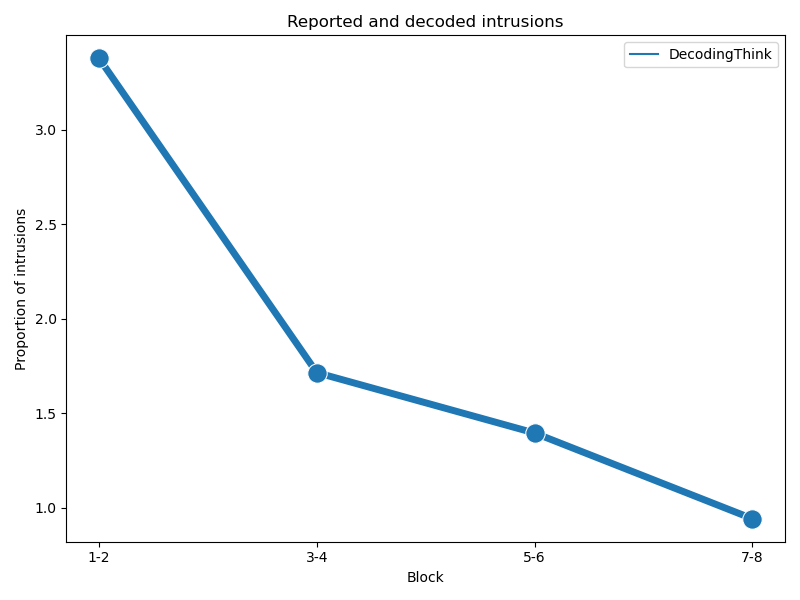 Reported and decoded intrusions
DecodingThink
Proportion of intrusions
3.0
2.5
2.0
1.5
1.0
1-2
3-4
5-6
7-8
Block